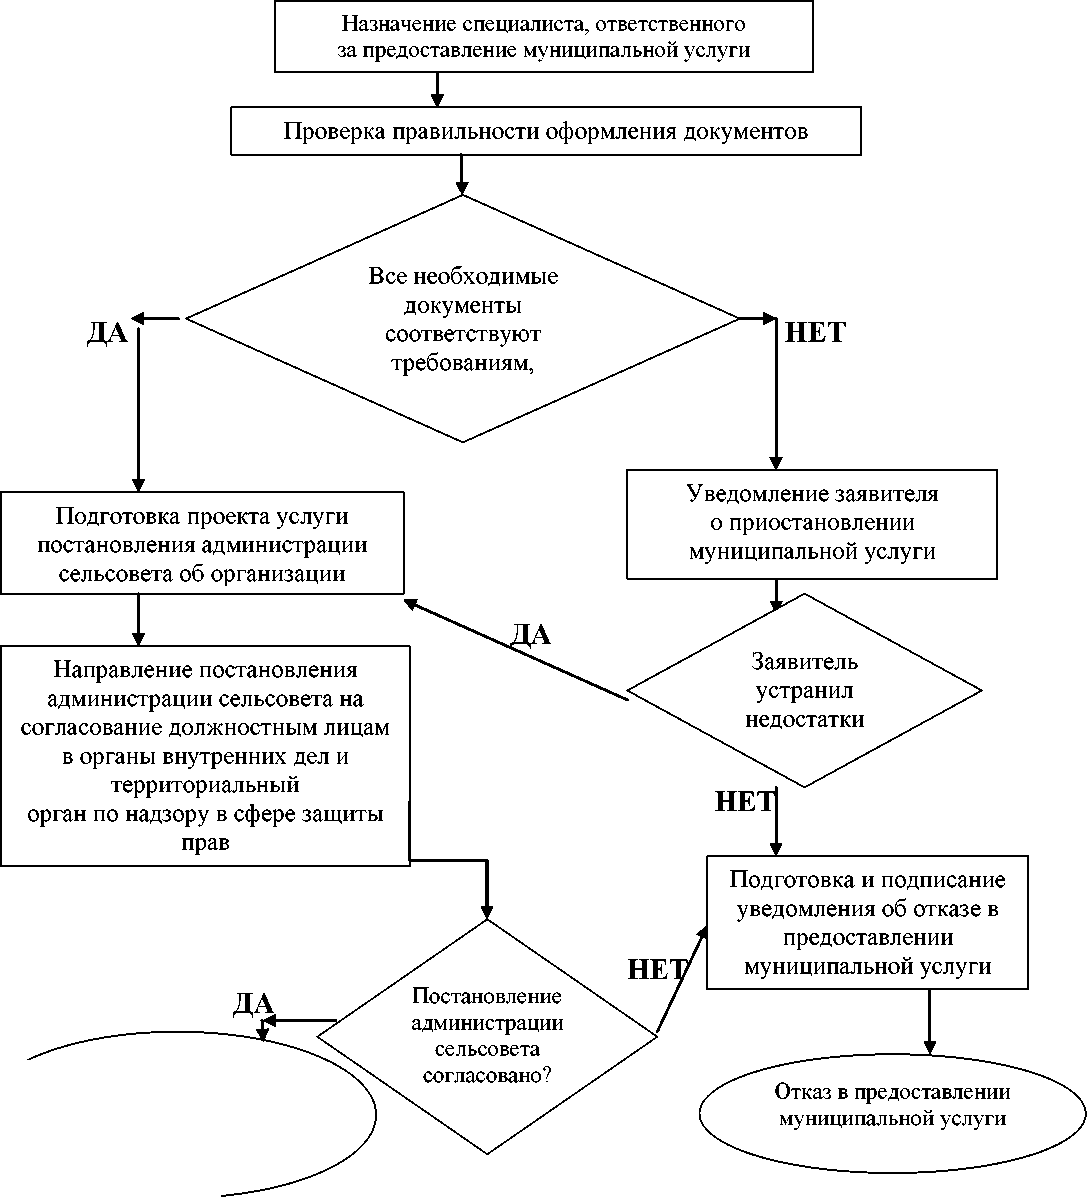 Назначение специалиста, ответственного
за предоставление муниципальной услуги
Проверка правильности оформления документов
Все необходимые
документы
соответствуют
требованиям,
ДА
НЕТ
Подготовка проекта услуги
постановления администрации
сельсовета об организации
Уведомление заявителя
о приостановлении
муниципальной услуги
ДА
Заявитель
устранил
недостатки
Направление постановления
администрации сельсовета на
согласование должностным лицам
в органы внутренних дел и
территориальный
орган по надзору в сфере защиты
прав
НЕТ
Подготовка и подписание
уведомления об отказе в
предоставлении
муниципальной услуги
НЕТ
ДА
Постановление
администрации
сельсовета
согласовано?
Отказ в предоставлении
муниципальной услуги